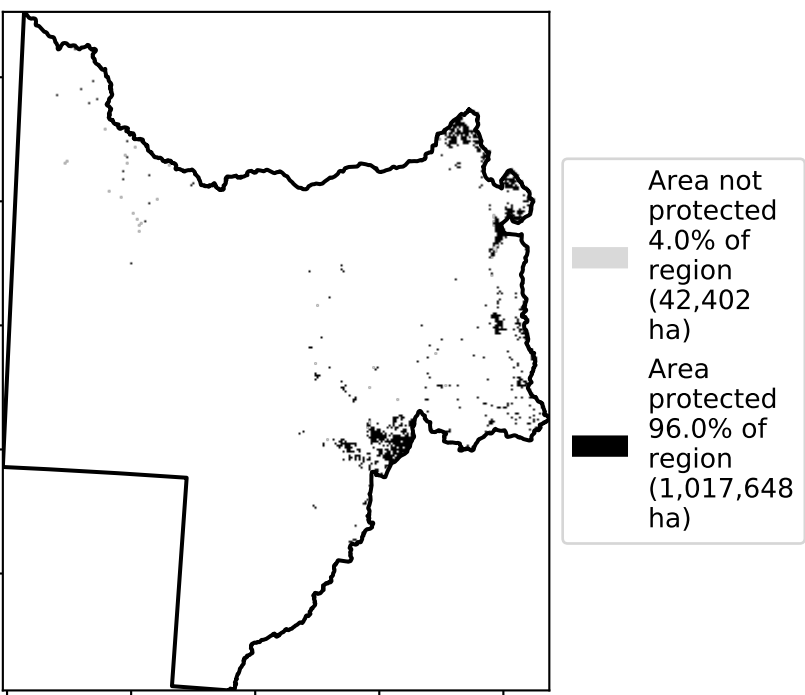 Area not
protected
4.0% of
region
(42,402
ha)
Area
protected
96.0% of
region
(1,017,648
ha)